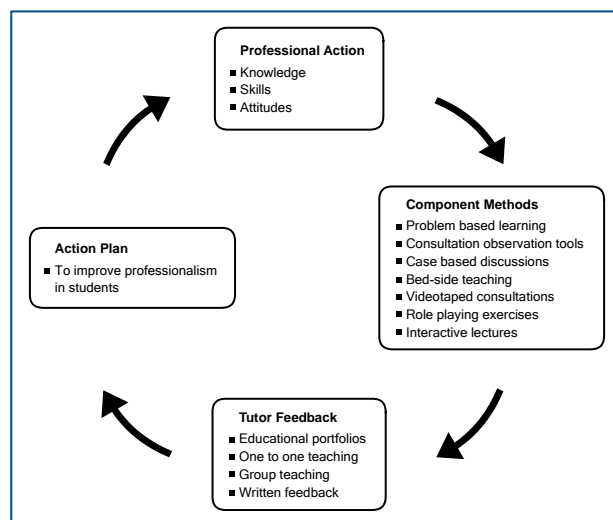 Professional Action
▪ Knowledge
▪ Skills
▪ Attitudes
Component Methods
▪ Problem based learning
▪ Consultation observation tools
▪ Case based discussions
▪ Bed-side teaching
▪ Videotaped consultations
▪ Role playing exercises
▪ Interactive lectures
Tutor Feedback
▪ Educational portfolios
▪ One to one teaching
▪ Group teaching
▪ Written feedback
Action Plan
▪ To improve professionalism
in students